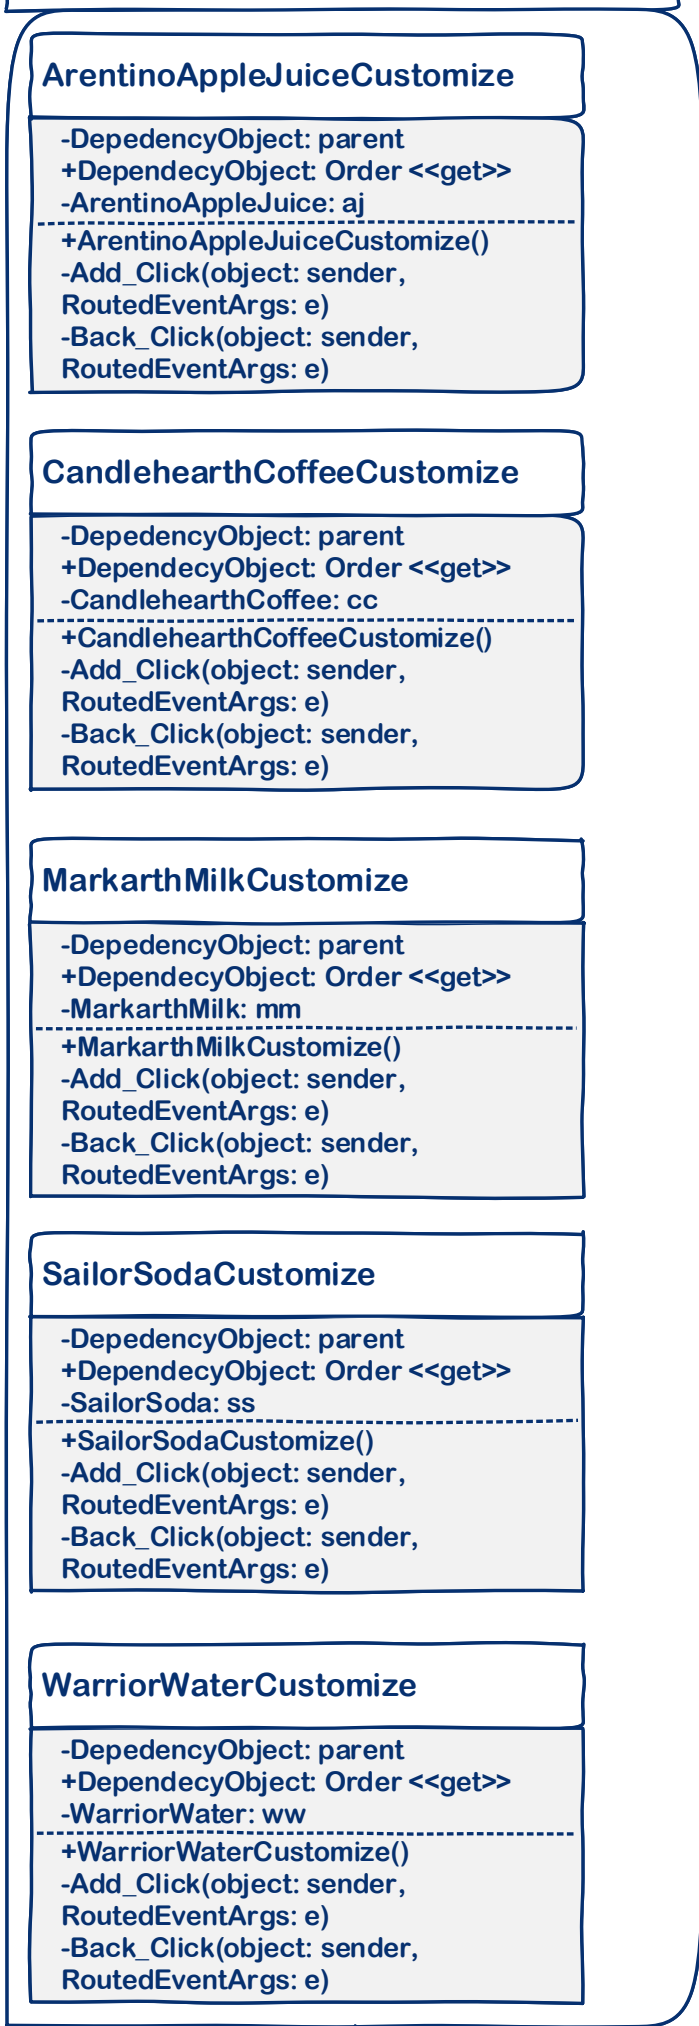 ArentinoAppleJuiceCustomize
-DepedencyObject: parent
+DependecyObject: Order <<get>>
-ArentinoAppleJuice: aj
+ArentinoAppleJuiceCustomize()
-Add_Click(object: sender,
RoutedEventArgs: e)
-Back_Click(object: sender,
RoutedEventArgs: e)
CandlehearthCoffeeCustomize
-DepedencyObject: parent
+DependecyObject: Order <<get>>
-CandlehearthCoffee: cc
+CandlehearthCoffeeCustomize()
-Add_Click(object: sender,
RoutedEventArgs: e)
-Back_Click(object: sender,
RoutedEventArgs: e)
MarkarthMilkCustomize
-DepedencyObject: parent
+DependecyObject: Order <<get>>
-MarkarthMilk: mm
+MarkarthMilkCustomize()
-Add_Click(object: sender,
RoutedEventArgs: e)
-Back_Click(object: sender,
RoutedEventArgs: e)
SailorSodaCustomize
-DepedencyObject: parent
+DependecyObject: Order <<get>>
-SailorSoda: ss
+SailorSodaCustomize()
-Add_Click(object: sender,
RoutedEventArgs: e)
-Back_Click(object: sender,
RoutedEventArgs: e)
WarriorWaterCustomize
-DepedencyObject: parent
+DependecyObject: Order <<get>>
-WarriorWater: ww
+WarriorWaterCustomize()
-Add_Click(object: sender,
RoutedEventArgs: e)
-Back_Click(object: sender,
RoutedEventArgs: e)